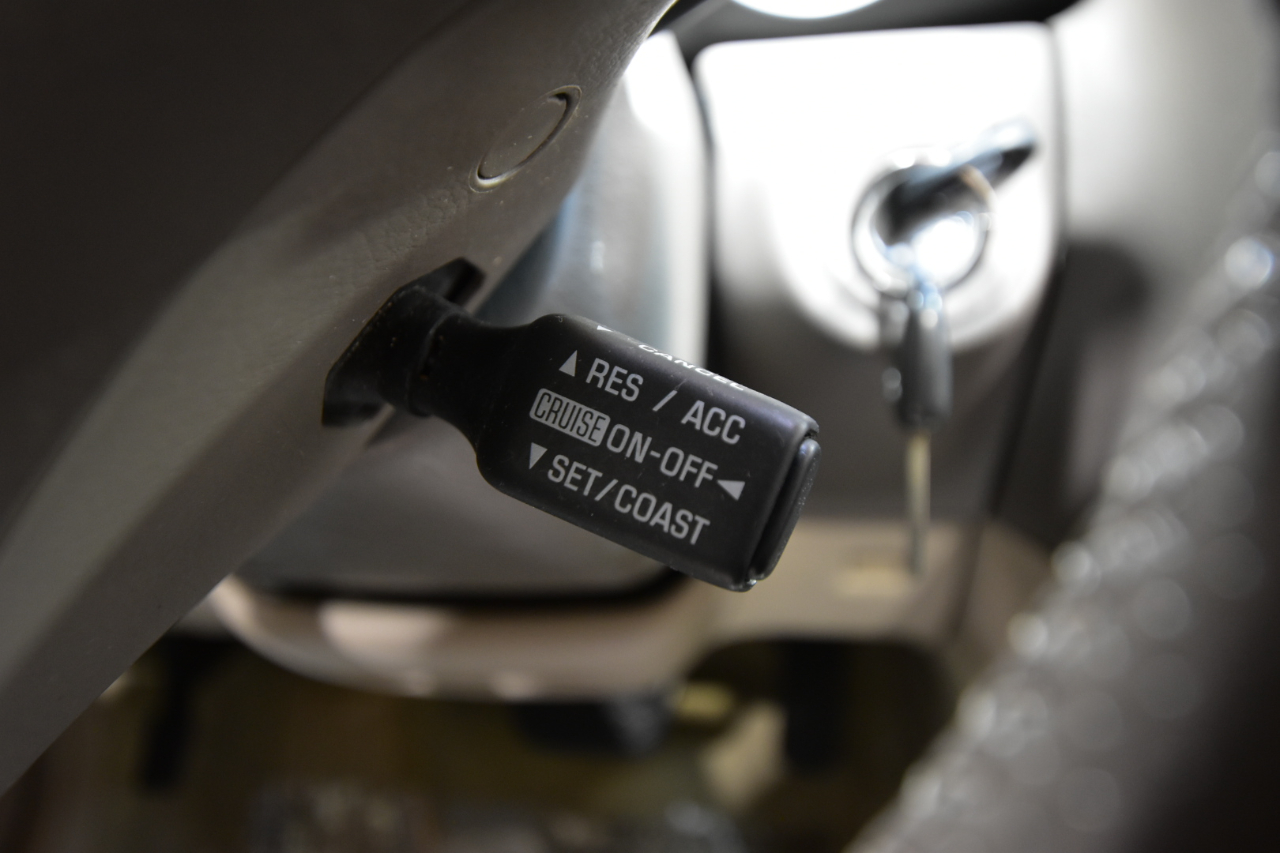 ▼ CANCEL
▲ RES / ACC
CRUISE ON-OFF ◀
▼ SET/COAST